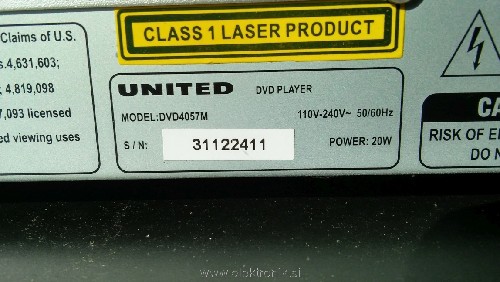 CLASS 1 LASER PRODUCT
Claims of U.S.
s.4,631,603;
4,819,098
7,093 licensed
ed viewing uses
UNITED DVD PLAYER
MODEL:DVD4057M 110V-240V~ 50/60Hz
S/N: 31122411 POWER: 20W
CA
RISK OF EL
DO N
www.elektronik.si